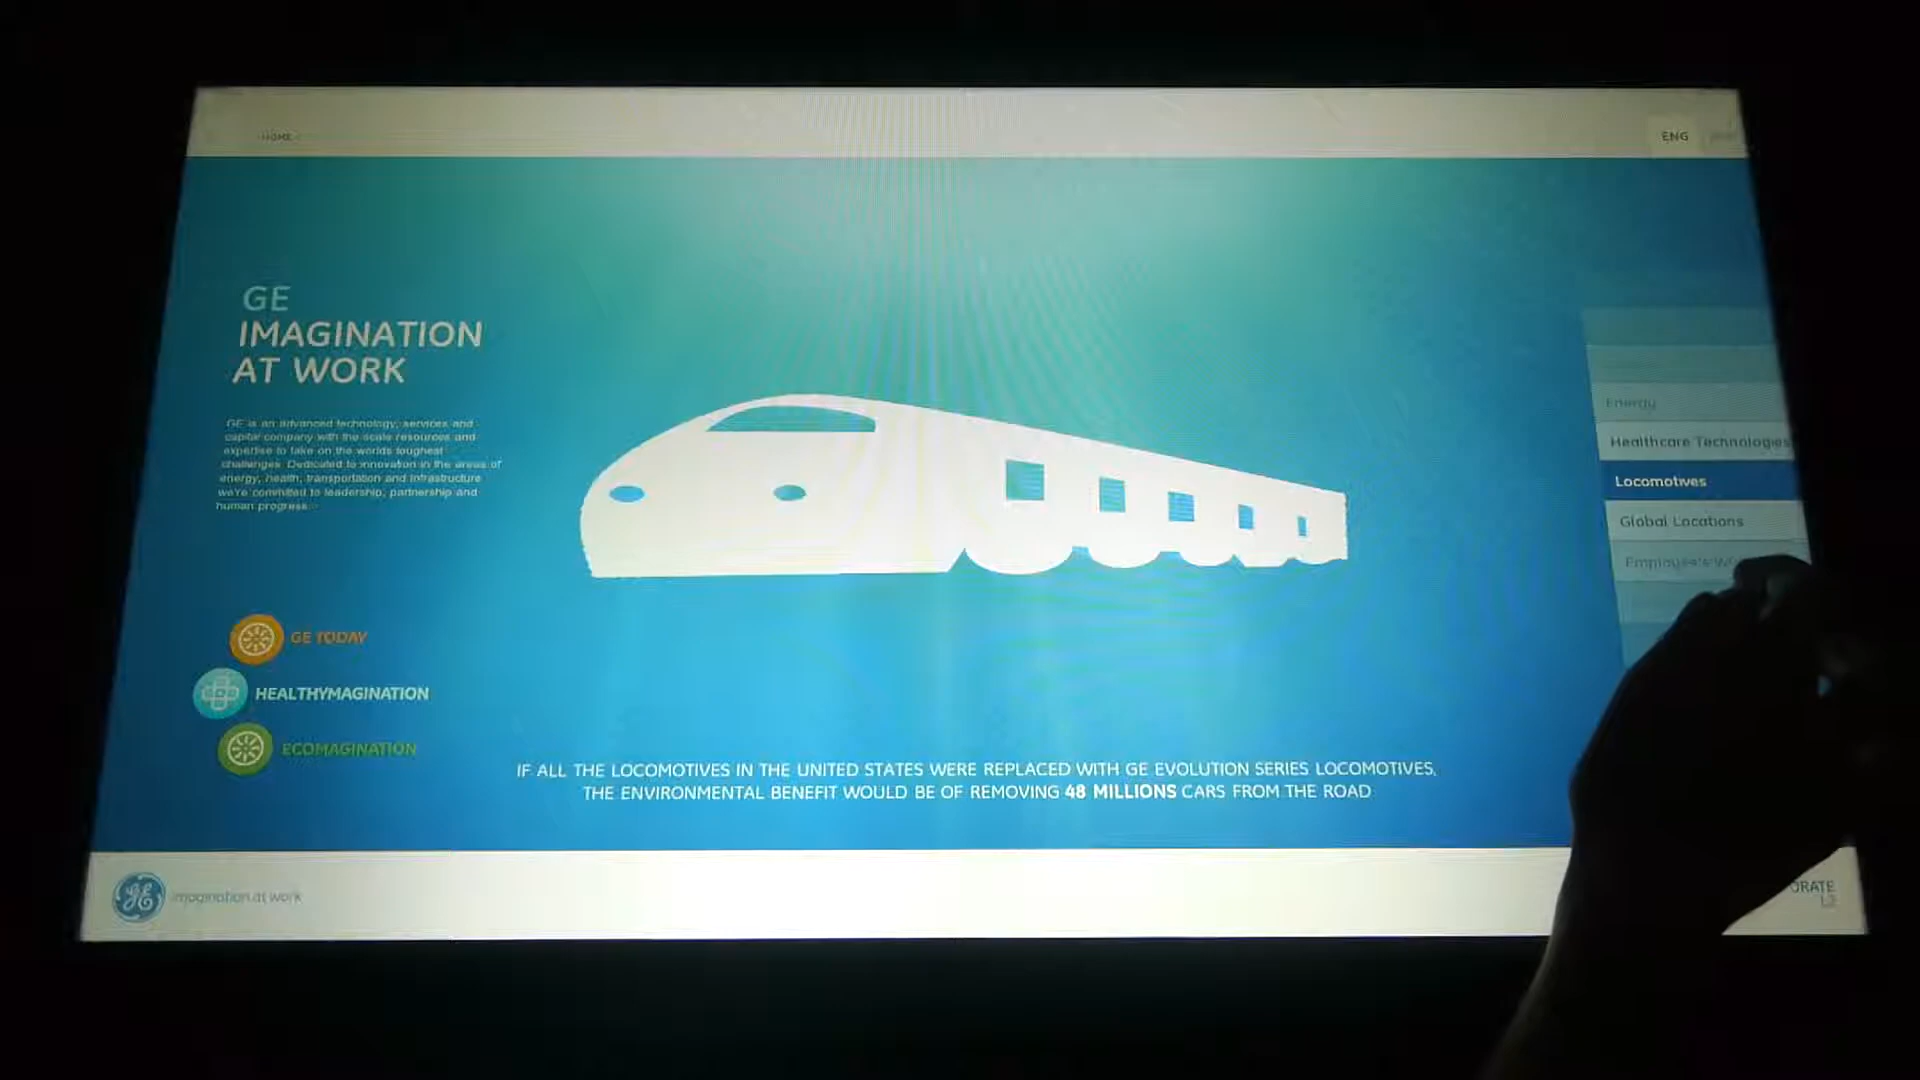 HOME
ENG
GE
IMAGINATION
AT WORK
GE is an advanced technology, services and
capital company with the scale resources and
expertise to take on the worlds toughest
challenges. Dedicated to innovation in the areas of
energy, health, transportation and infrastructure
we're committed to leadership, partnership and
human progress.
Energy
Healthcare Technologies
Locomotives
Global Locations
GE TODAY
HEALTHYMAGINATION
ECOMAGINATION
IF ALL THE LOCOMOTIVES IN THE UNITED STATES WERE REPLACED WITH GE EVOLUTION SERIES LOCOMOTIVES,
THE ENVIRONMENTAL BENEFIT WOULD BE OF REMOVING 48 MILLIONS CARS FROM THE ROAD
GE imagination at work
ORATE